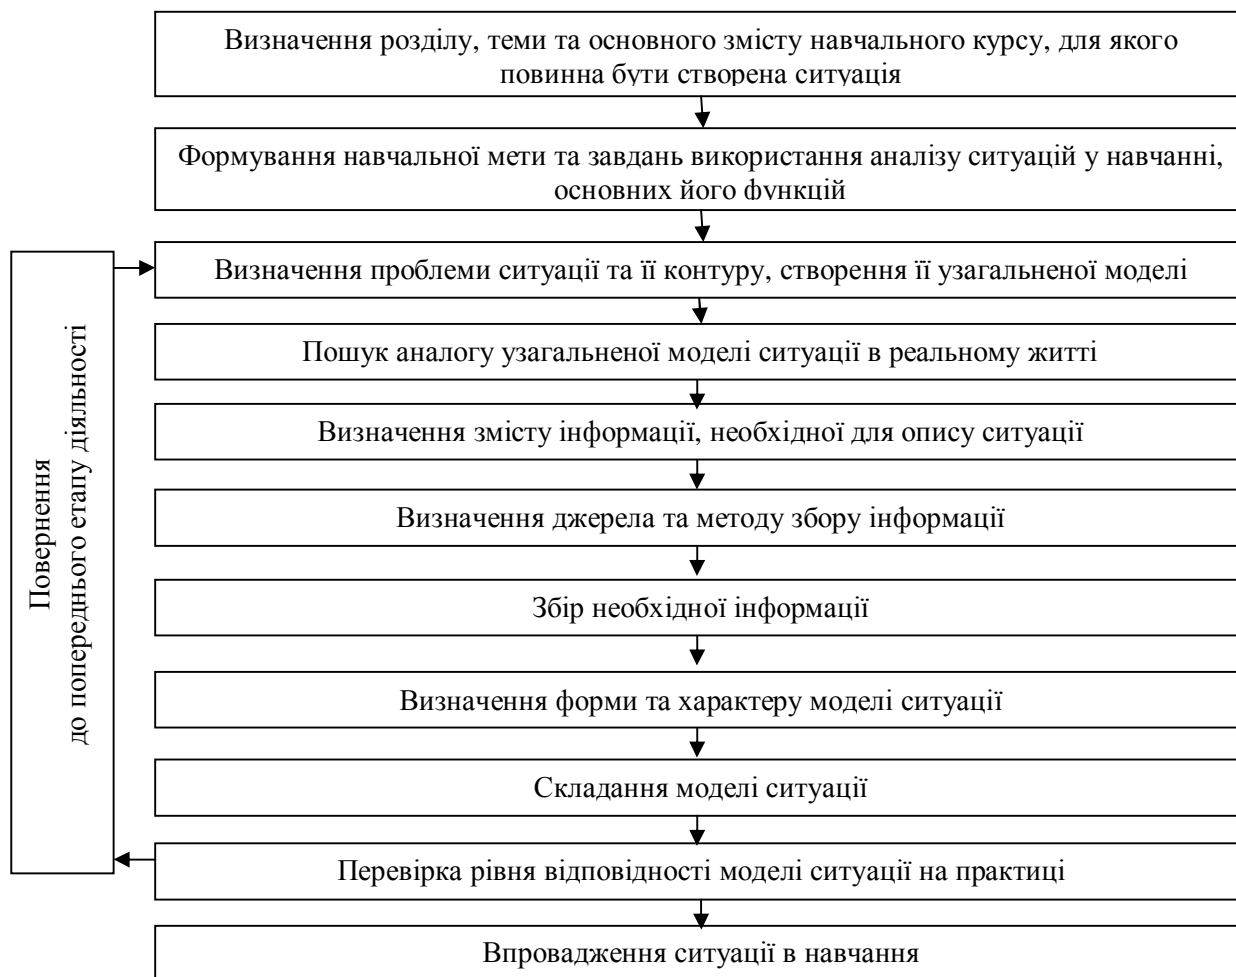 Визначення розділу, теми та основного змісту навчального курсу, для якого
повинна бути створена ситуація
Формування навчальної мети та завдань використання аналізу ситуацій у навчанні,
основних його функцій
Визначення проблеми ситуації та її контуру, створення її узагальненої моделі
Пошук аналогу узагальненої моделі ситуації в реальному житті
Визначення змісту інформації, необхідної для опису ситуації
Визначення джерела та методу збору інформації
Збір необхідної інформації
Визначення форми та характеру моделі ситуації
Складання моделі ситуації
Перевірка рівня відповідності моделі ситуації на практиці
Впровадження ситуації в навчання
Повернення
до попереднього етапу діяльності